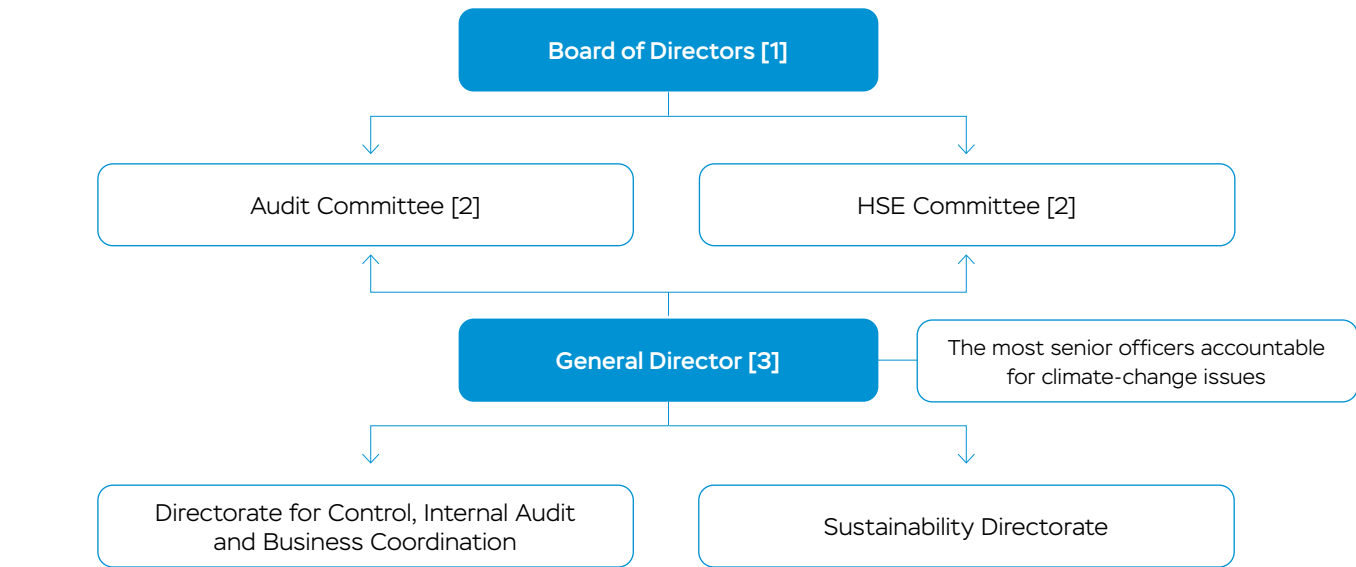 Board of Directors [1]
Audit Committee [2]
HSE Committee [2]
General Director [3]
The most senior officers accountable
for climate-change issues
Directorate for Control, Internal Audit
and Business Coordination
Sustainability Directorate